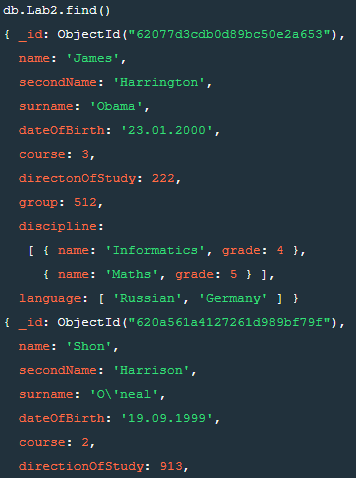 db.Lab2.find()
{ _id: ObjectId("62077d3cdb0d89bc50e2a653"),
name: 'James',
secondName: 'Harrington',
surname: 'Obama',
dateOfBirth: '23.01.2000',
course: 3,
directonOfStudy: 222,
group: 512,
discipline:
[ { name: 'Informatics', grade: 4 },
{ name: 'Maths', grade: 5 } ],
language: [ 'Russian', 'Germany' ] }
{ _id: ObjectId("620a561a4127261d989bf79f"),
name: 'Shon',
secondName: 'Harrison',
surname: 'O\'neal',
dateOfBirth: '19.09.1999',
course: 2,
directionOfStudy: 913,